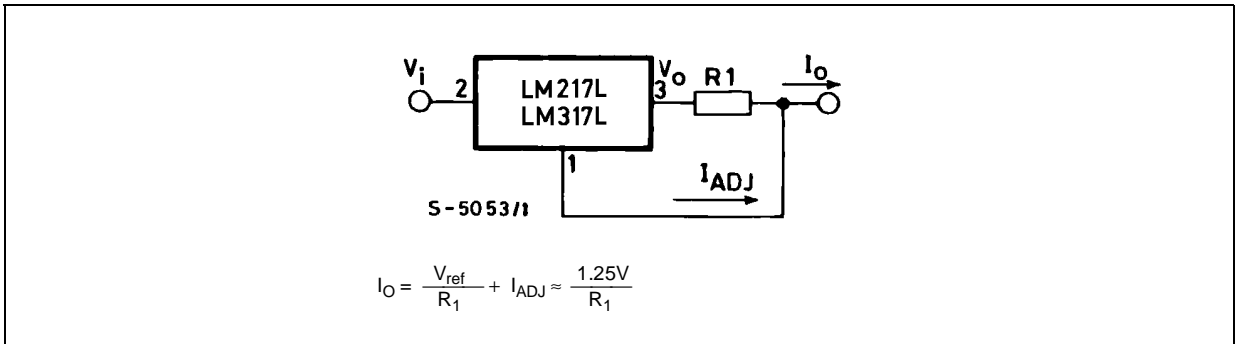 Vi
2
LM217L
LM317L
Vo
3
R1
IO
1
IADJ
S-5053/1
IO = Vref/R1 + IADJ ≈ 1.25V/R1